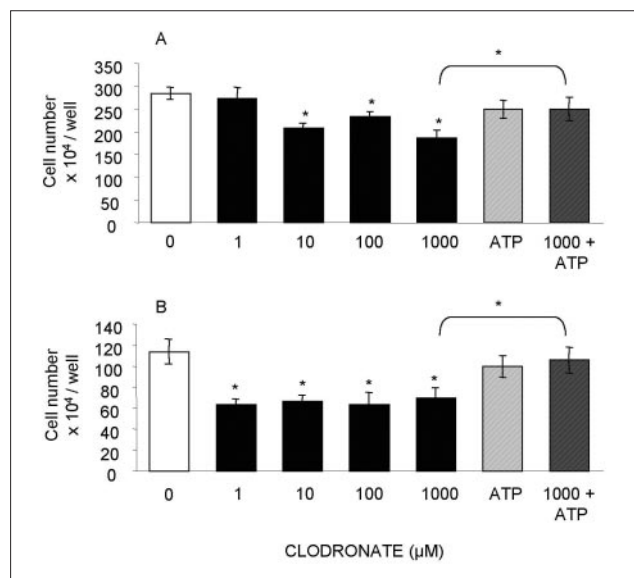 A
*
350
300
250
200
150
100
50
0
Cell number
x 10⁴ / well
* * *
0 1 10 100 1000 ATP 1000 +
ATP
B
*
140
120
100
80
60
40
20
0
Cell number
x 10⁴ / well
* * * *
0 1 10 100 1000 ATP 1000 +
ATP
CLODRONATE (µM)